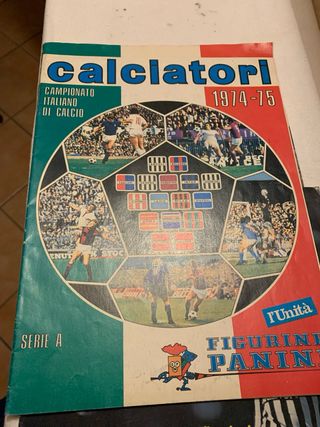 calciatori
CAMPIONATO
ITALIANO
DI CALCIO
1974-75
SERIE A
l'Unità
FIGURINE
PANINI